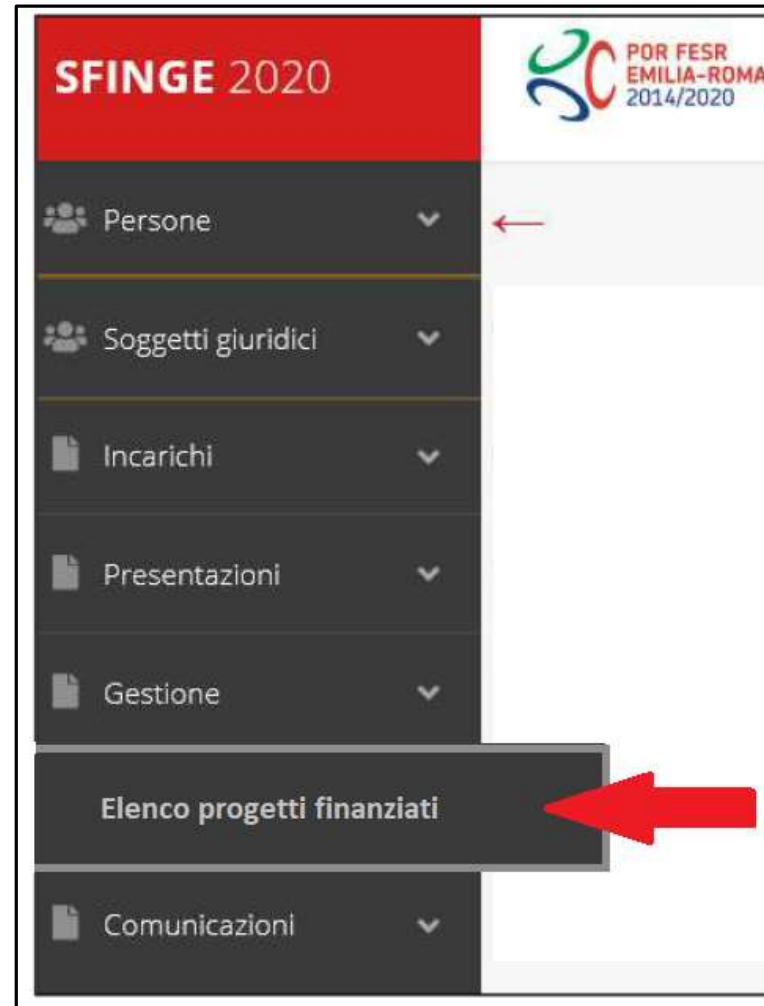 SFINGE 2020
POR FESR
EMILIA-ROMA
2014/2020
Persone
Soggetti giuridici
Incarichi
Presentazioni
Gestione
Elenco progetti finanziati
Comunicazioni